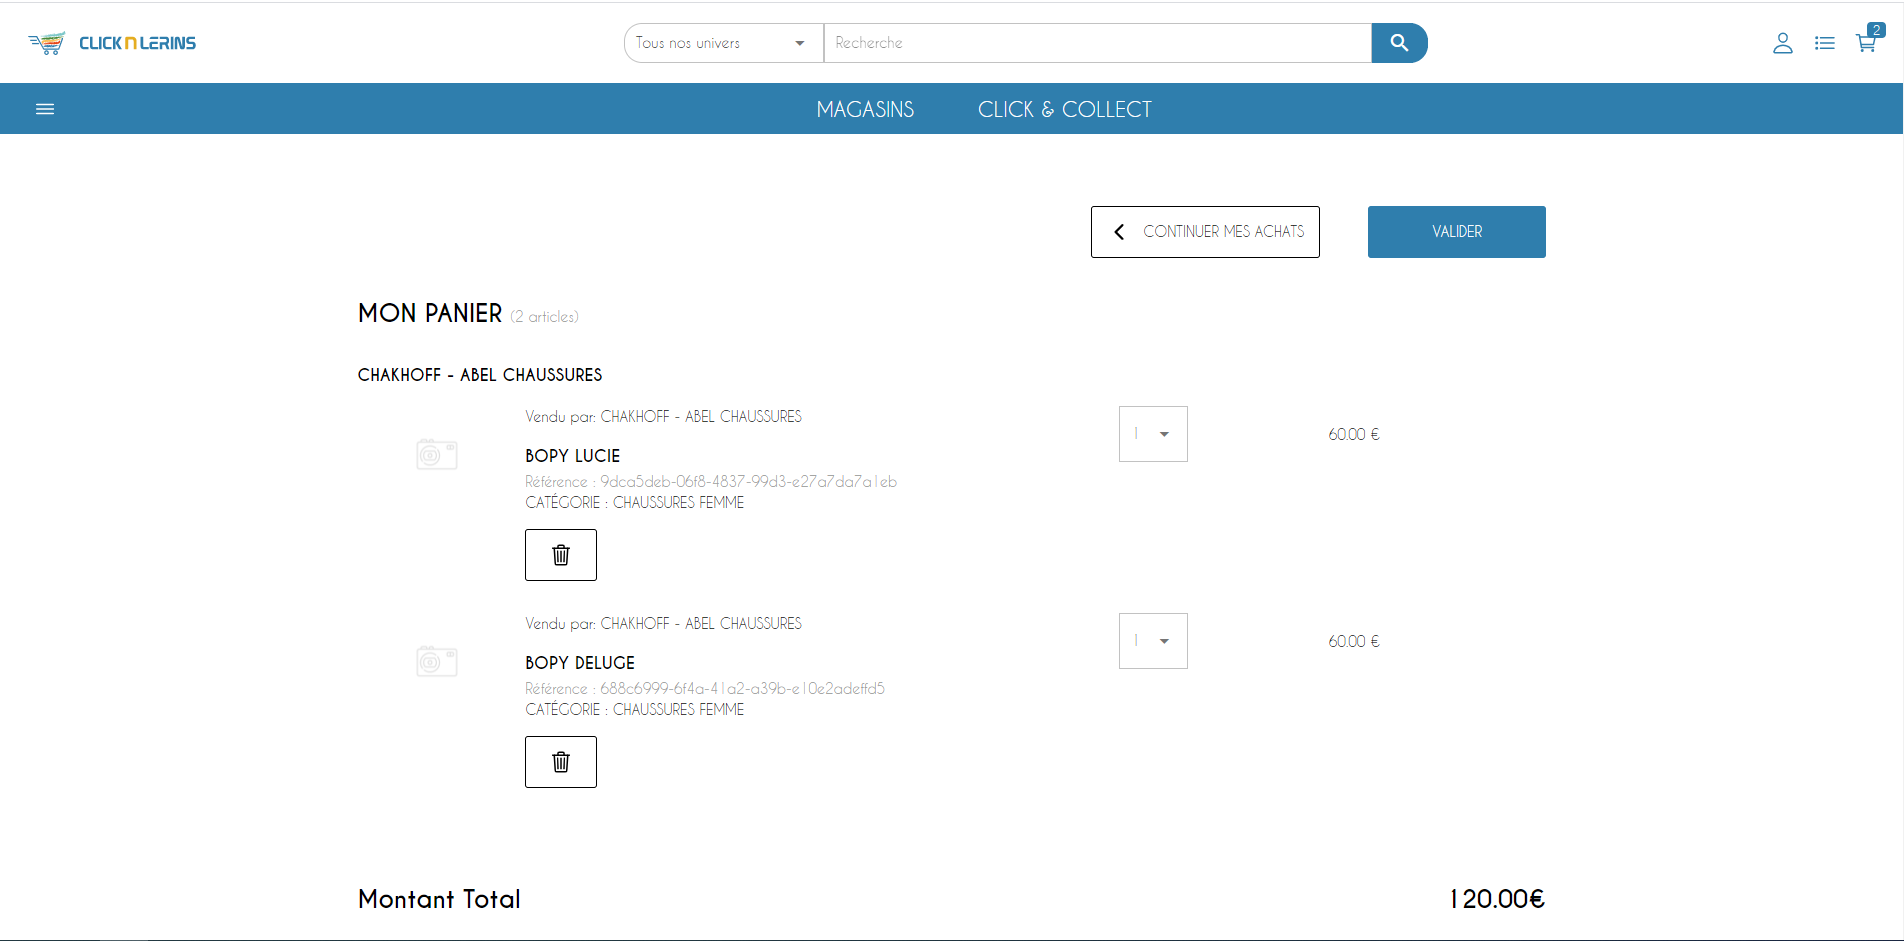 CLICK N LERINS
Tous nos univers
Recherche
2
MAGASINS
CLICK & COLLECT
CONTINUER MES ACHATS
VALIDER
MON PANIER (2 articles)
CHAKHOFF - ABEL CHAUSSURES
Vendu par: CHAKHOFF - ABEL CHAUSSURES
1
60.00 €
BOPY LUCIE
Référence : 9dca5deb-06f8-4837-99d3-e27a7da7a1eb
CATÉGORIE : CHAUSSURES FEMME
Vendu par: CHAKHOFF - ABEL CHAUSSURES
1
60.00 €
BOPY DELUGE
Référence : 688c6999-6f4a-41a2-a39b-e10e2adeffd5
CATÉGORIE : CHAUSSURES FEMME
Montant Total
120.00€